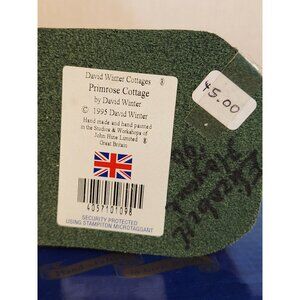 David Winter Cottages ®
Primrose Cottage
by David Winter
© 1995 David Winter
Hand made and hand painted
in the Studios & Workshops of
John Hine Limited ®
Great Britain
4057101098
SECURITY PROTECTED
USING STAMPITON MICROTAGGANT
45.00